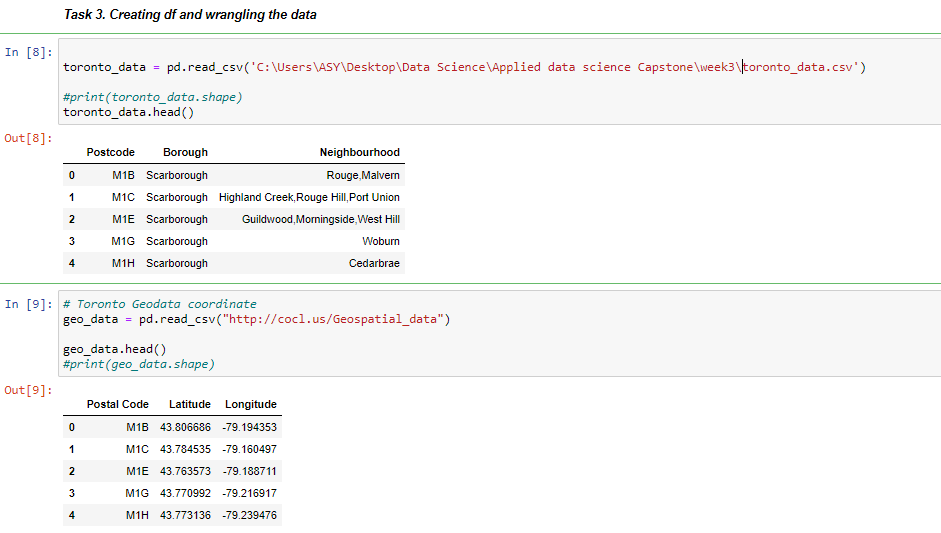 Task 3. Creating df and wrangling the data
In [8]:
toronto_data = pd.read_csv('C:\Users\ASY\Desktop\Data Science\Applied data science Capstone\week3\toronto_data.csv')
#print(toronto_data.shape)
toronto_data.head()
Out[8]:
Postcode Borough Neighbourhood
0 M1B Scarborough Rouge,Malvern
1 M1C Scarborough Highland Creek,Rouge Hill,Port Union
2 M1E Scarborough Guildwood,Morningside,West Hill
3 M1G Scarborough Woburn
4 M1H Scarborough Cedarbrae
In [9]: # Toronto Geodata coordinate
geo_data = pd.read_csv("http://cocl.us/Geospatial_data")
geo_data.head()
#print(geo_data.shape)
Out[9]:
Postal Code Latitude Longitude
0 M1B 43.806686 -79.194353
1 M1C 43.784535 -79.160497
2 M1E 43.763573 -79.188711
3 M1G 43.770992 -79.216917
4 M1H 43.773136 -79.239476